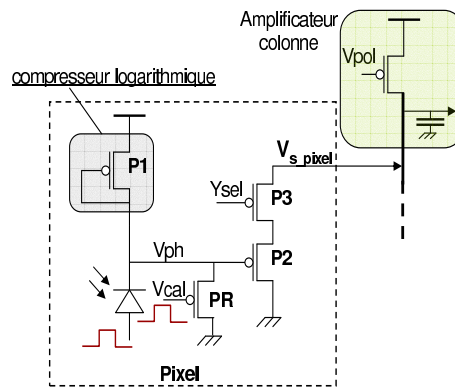 Amplificateur
colonne
Vpol
compresseur logarithmique
P1
Vs_pixel
Ysel
P3
Vph
P2
Vcal
PR
Pixel